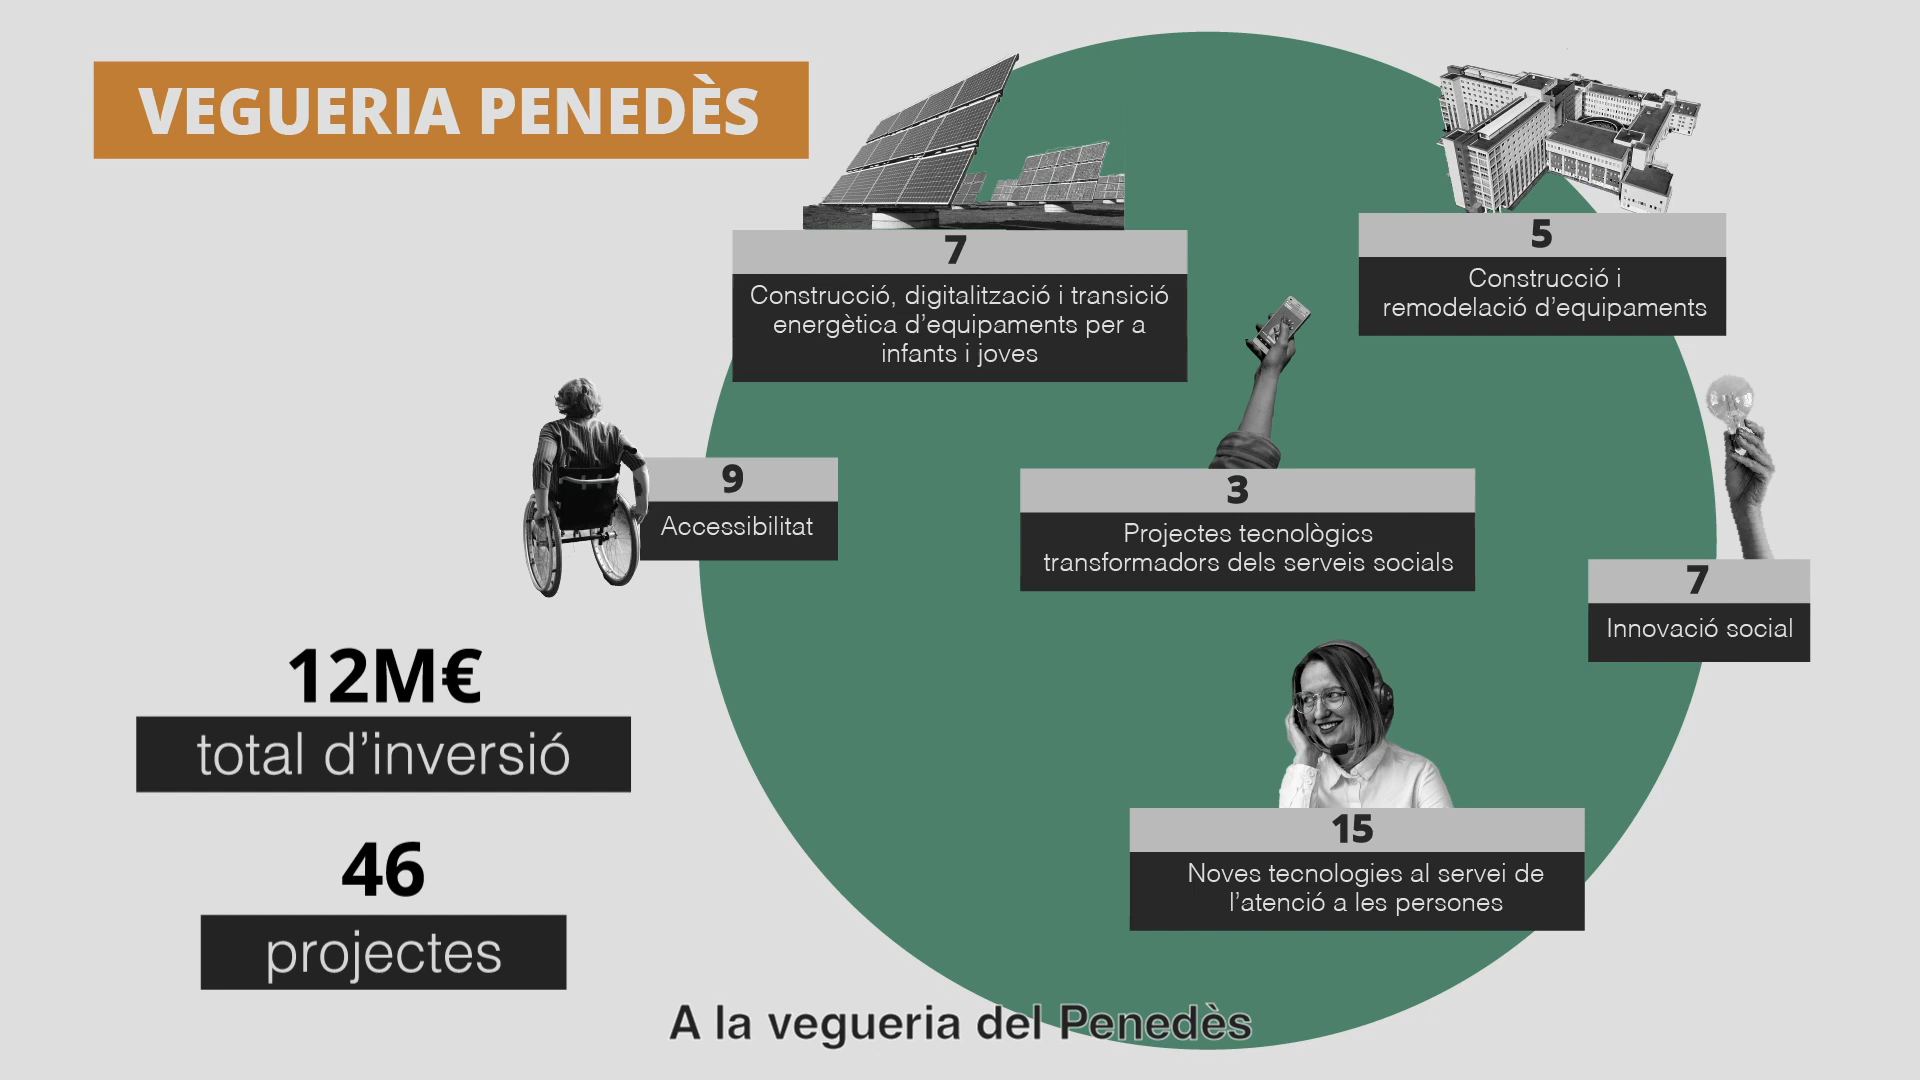 VEGUERIA PENEDÈS
7
Construcció, digitalització i transició
energètica d’equipaments per a
infants i joves
5
Construcció i
remodelació d’equipaments
9
Accessibilitat
3
Projectes tecnològics
transformadors dels serveis socials
7
Innovació social
12M€
total d’inversió
15
Noves tecnologies al servei de
l’atenció a les persones
46
projectes
A la vegueria del Penedès